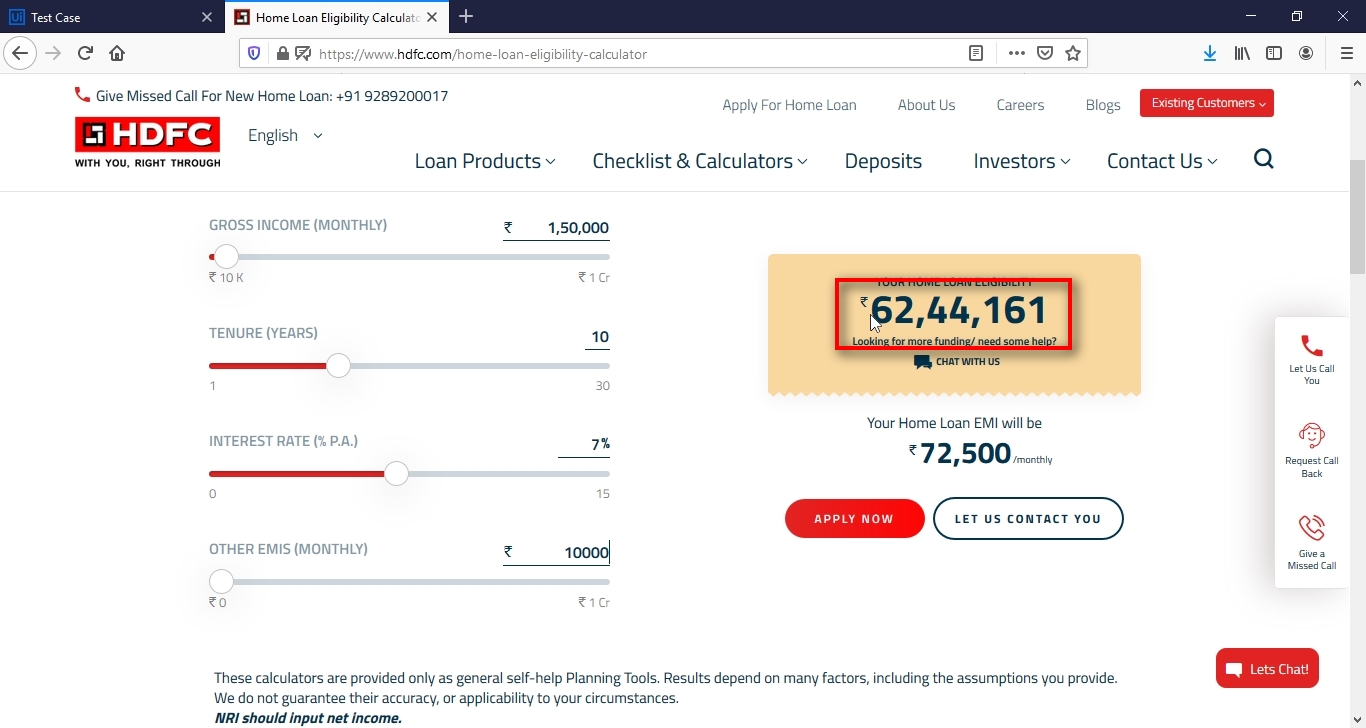 Test Case
Home Loan Eligibility Calculato
https://www.hdfc.com/home-loan-eligibility-calculator
Give Missed Call For New Home Loan: +91 9289200017
Apply For Home Loan About Us Careers Blogs Existing Customers
HDFC
WITH YOU, RIGHT THROUGH
English
Loan Products Checklist & Calculators Deposits Investors Contact Us
GROSS INCOME (MONTHLY) ₹ 1,50,000
₹ 10 K ₹ 1 Cr
TENURE (YEARS) 10
1 30
INTEREST RATE (% P.A.) 7%
0 15
OTHER EMIS (MONTHLY) ₹ 10000
₹ 0 ₹ 1 Cr
YOUR HOME LOAN ELIGIBILITY
₹ 62,44,161
Looking for more funding/ need some help?
CHAT WITH US
Your Home Loan EMI will be
₹ 72,500 /monthly
APPLY NOW LET US CONTACT YOU
Let Us Call
You
Request Call
Back
Give a
Missed Call
Lets Chat!
These calculators are provided only as general self-help Planning Tools. Results depend on many factors, including the assumptions you provide.
We do not guarantee their accuracy, or applicability to your circumstances.
NRI should input net income.